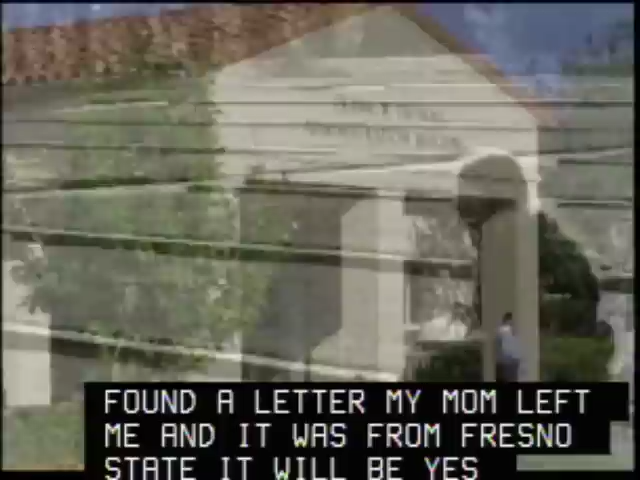 FOUND A LETTER MY MOM LEFT
ME AND IT WAS FROM FRESNO
STATE IT WILL BE YES